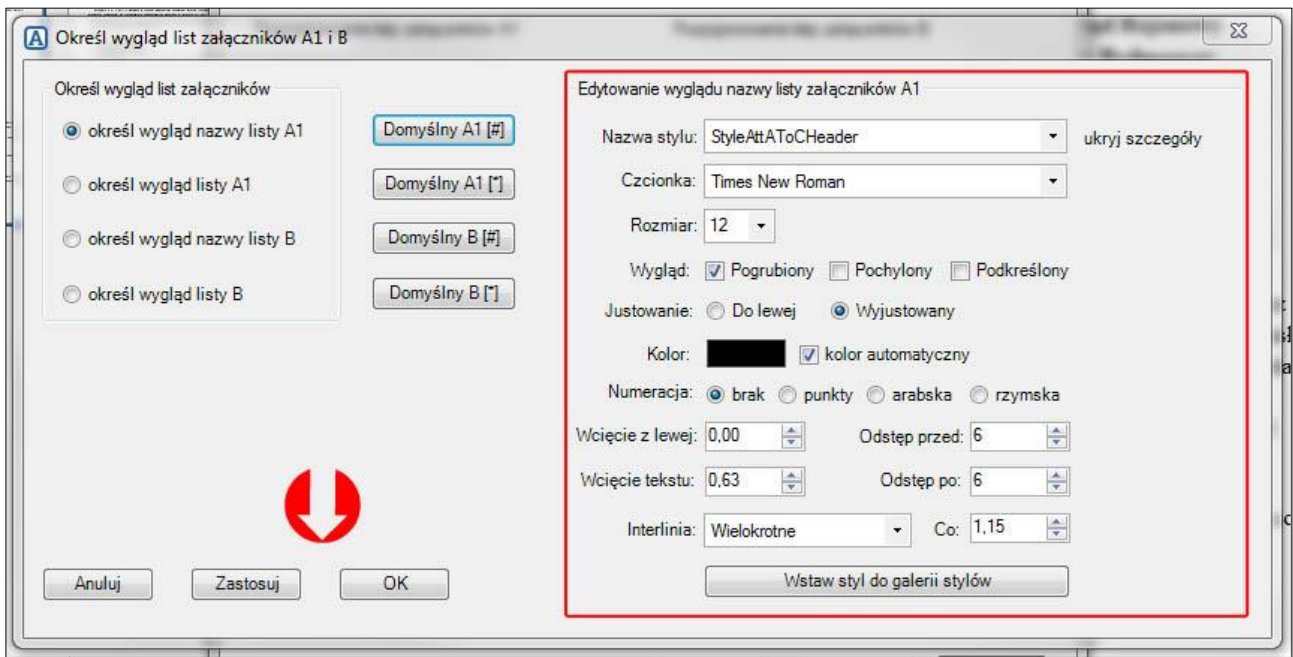 Określ wygląd list załączników A1 i B
Określ wygląd list załączników
określ wygląd nazwy listy A1
Domyślny A1 [#]
określ wygląd listy A1
Domyślny A1 [*]
określ wygląd nazwy listy B
Domyślny B [#]
określ wygląd listy B
Domyślny B [*]
Anuluj
Zastosuj
OK
Edytowanie wyglądu nazwy listy załączników A1
Nazwa stylu: StyleAttAToCHeader ukryj szczegóły
Czcionka: Times New Roman
Rozmiar: 12
Wygląd: Pogrubiony Pochylony Podkreślony
Justowanie: Do lewej Wyjustowany
Kolor: kolor automatyczny
Numeracja: brak punkty arabska rzymska
Wcięcie z lewej: 0,00 Odstęp przed: 6
Wcięcie tekstu: 0,63 Odstęp po: 6
Interlinia: Wielokrotne Co: 1,15
Wstaw styl do galerii stylów